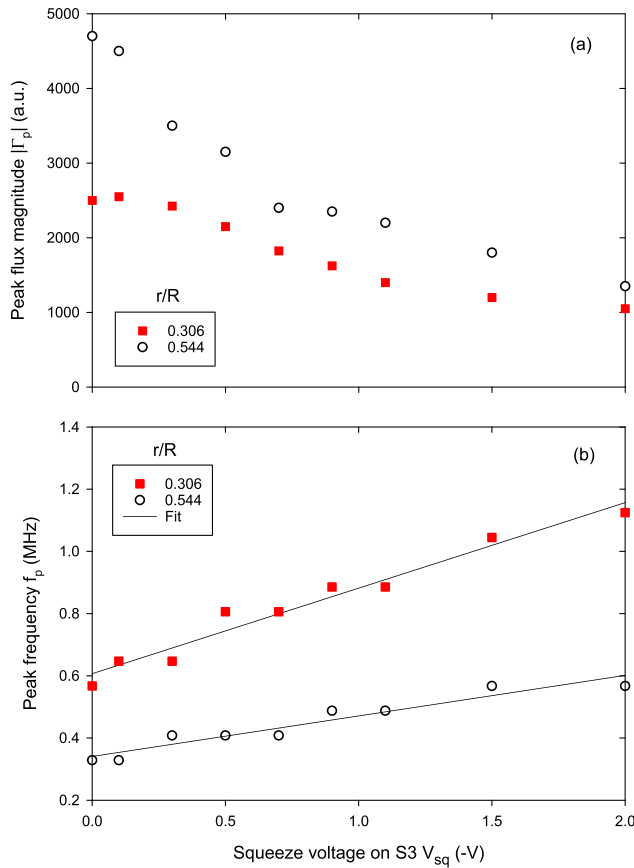 5000
(a)
4000
3000
2000
1000
0
Peak flux magnitude |Γp| (a.u.)
r/R
0.306
0.544
1.4
(b)
1.2
1.0
0.8
0.6
0.4
0.2
Peak frequency fp (MHz)
r/R
0.306
0.544
Fit
0.0 0.5 1.0 1.5 2.0
Squeeze voltage on S3 Vsq (-V)